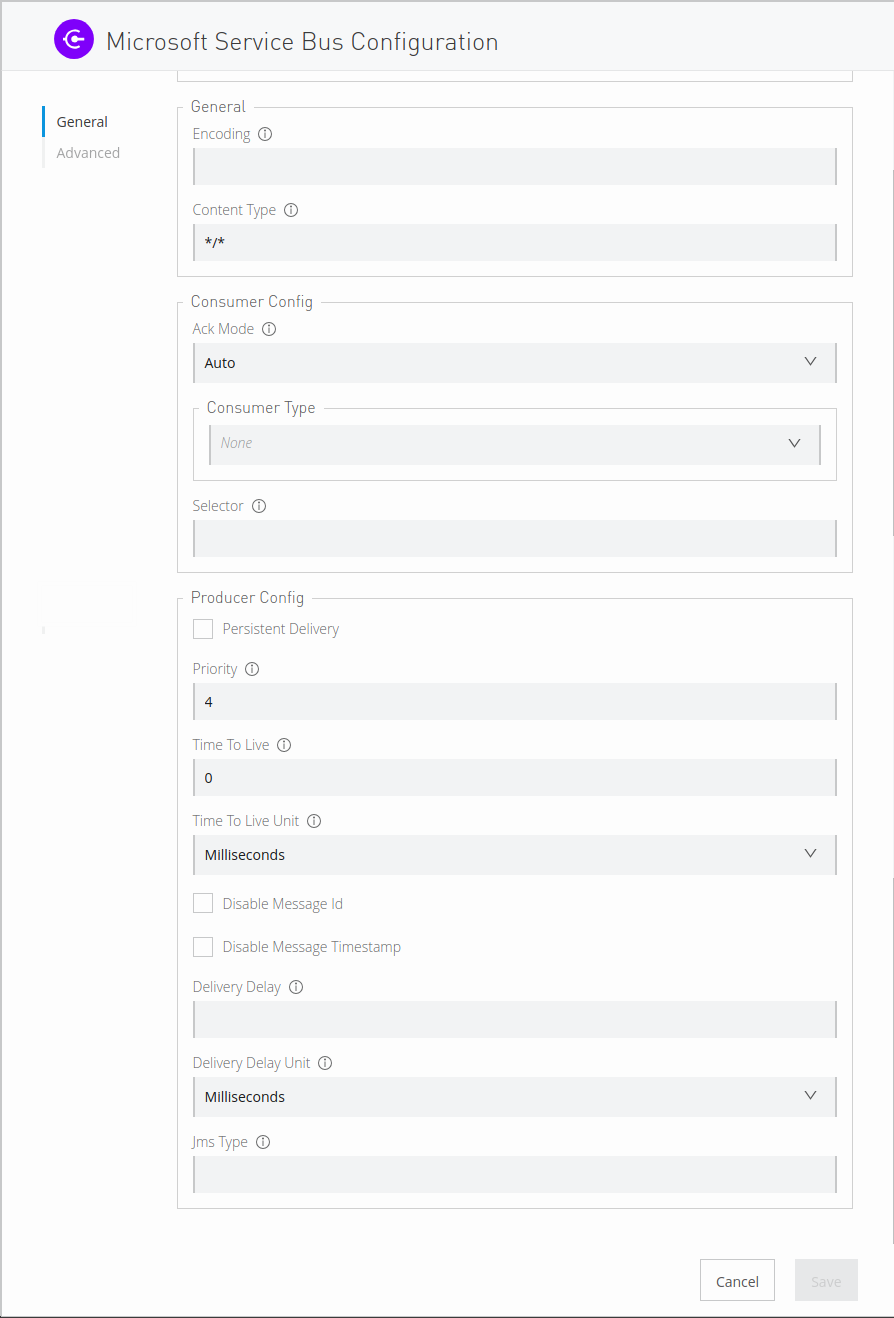 Microsoft Service Bus Configuration
General
Advanced
General
Encoding
Content Type
*/*
Consumer Config
Ack Mode
Auto
Consumer Type
None
Selector
Producer Config
Persistent Delivery
Priority
4
Time To Live
0
Time To Live Unit
Milliseconds
Disable Message Id
Disable Message Timestamp
Delivery Delay
Delivery Delay Unit
Milliseconds
Jms Type
Cancel Save